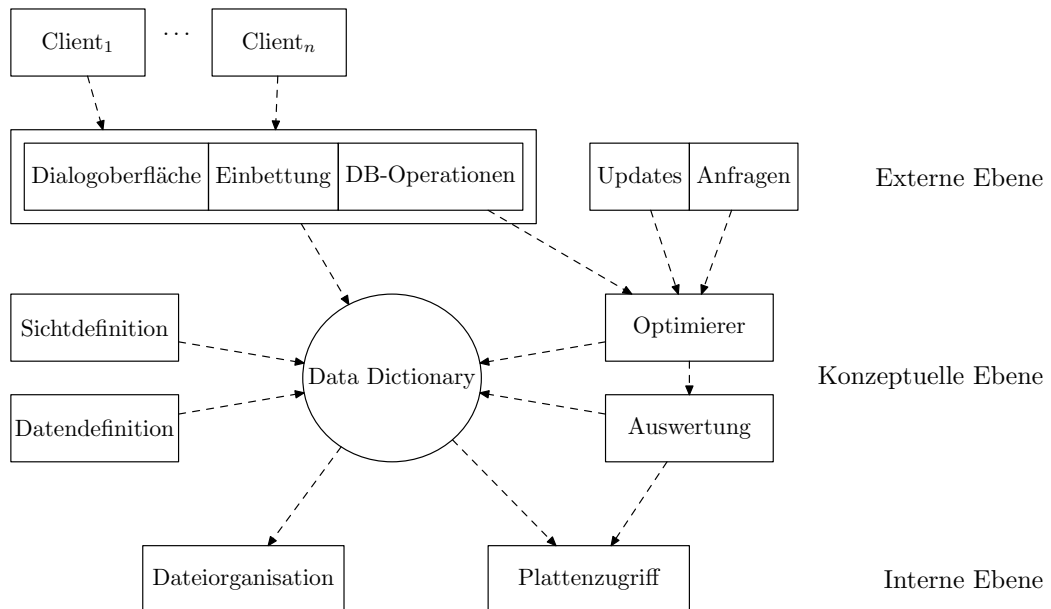 Client₁ ... Clientₙ
Dialogoberfläche Einbettung DB-Operationen Updates Anfragen Externe Ebene
Sichtdefinition Optimierer
Data Dictionary Konzeptuelle Ebene
Datendefinition Auswertung
Dateiorganisation Plattenzugriff Interne Ebene